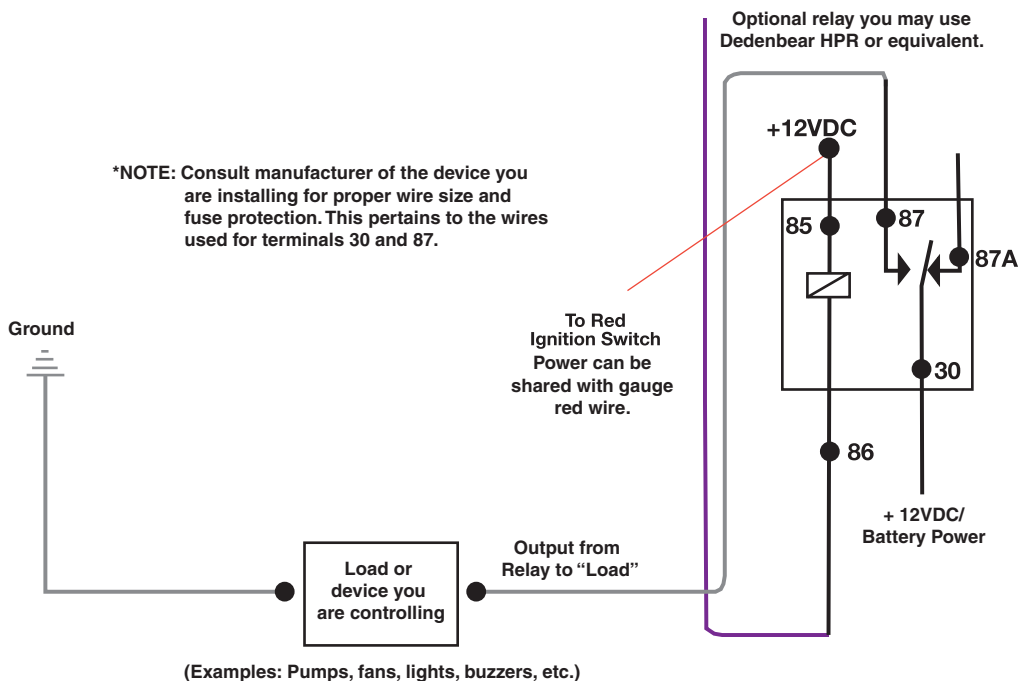 Optional relay you may use
Dedenbear HPR or equivalent.
+12VDC
*NOTE: Consult manufacturer of the device you
are installing for proper wire size and
fuse protection. This pertains to the wires
used for terminals 30 and 87.
85
87
87A
30
86
To Red
Ignition Switch
Power can be
shared with gauge
red wire.
Ground
+ 12VDC/
Battery Power
Output from
Relay to “Load”
Load or
device you
are controlling
(Examples: Pumps, fans, lights, buzzers, etc.)